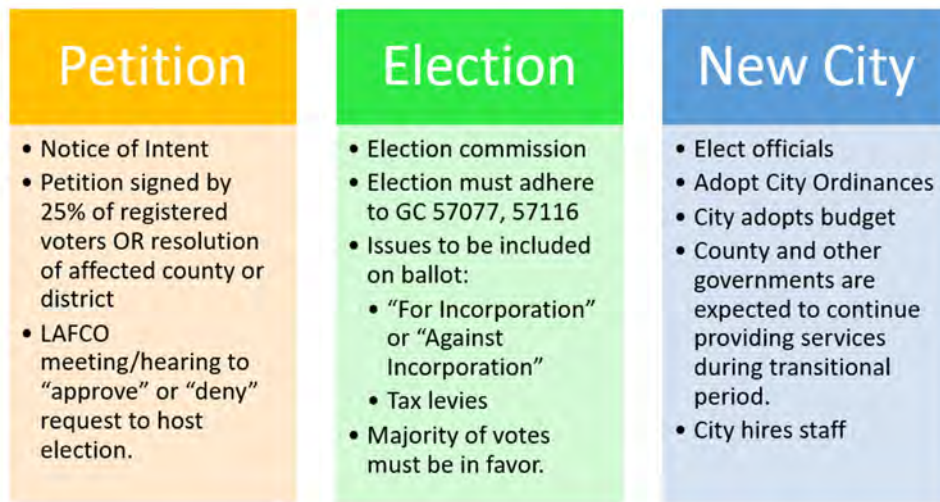 Petition
• Notice of Intent
• Petition signed by
25% of registered
voters OR resolution
of affected county or
district
• LAFCO
meeting/hearing to
“approve” or “deny”
request to host
election.
Election
• Election commission
• Election must adhere
to GC 57077, 57116
• Issues to be included
on ballot:
• “For Incorporation”
or “Against
Incorporation”
• Tax levies
• Majority of votes
must be in favor.
New City
• Elect officials
• Adopt City Ordinances
• City adopts budget
• County and other
governments are
expected to continue
providing services
during transitional
period.
• City hires staff